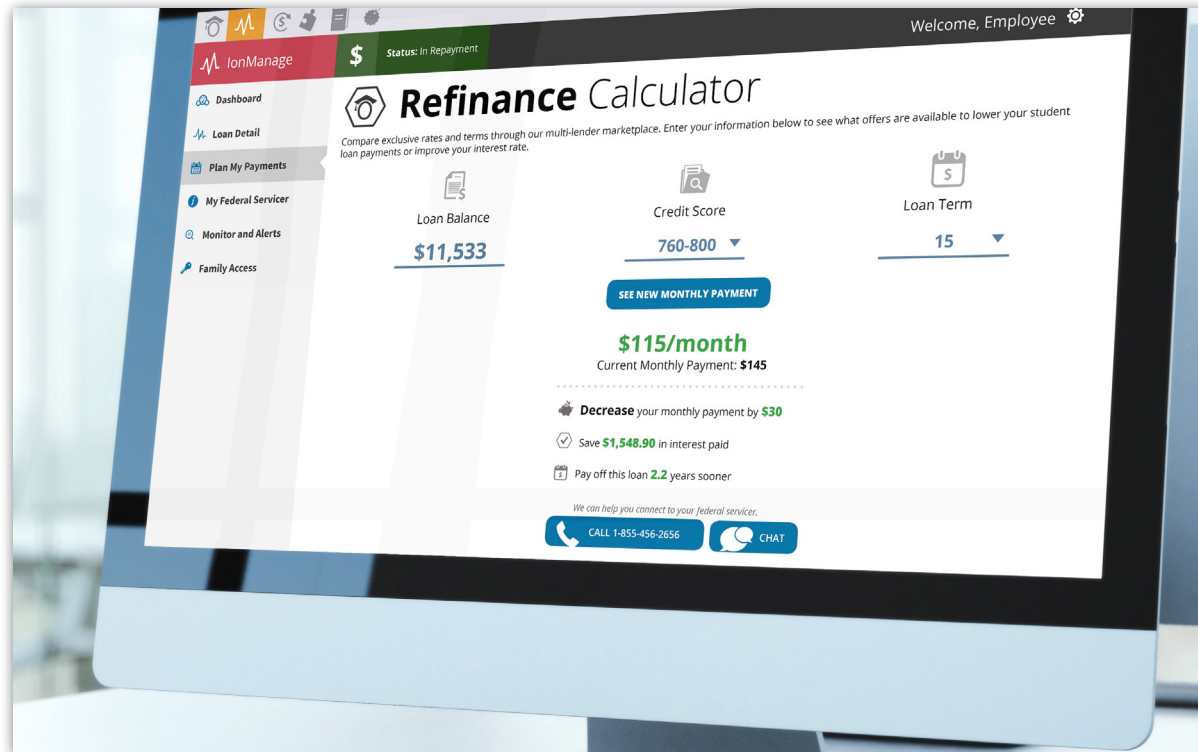 Welcome, Employee
IonManage
$ Status: In Repayment
Dashboard
Loan Detail
Plan My Payments
My Federal Servicer
Monitor and Alerts
Family Access
Refinance Calculator
Compare exclusive rates and terms through our multi-lender marketplace. Enter your information below to see what offers are available to lower your student
loan payments or improve your interest rate.
Loan Balance
$11,533
Credit Score
760-800
Loan Term
15
SEE NEW MONTHLY PAYMENT
$115/month
Current Monthly Payment: $145
Decrease your monthly payment by $30
Save $1,548.90 in interest paid
Pay off this loan 2.2 years sooner
We can help you connect to your federal servicer.
CALL 1-855-456-2656
CHAT